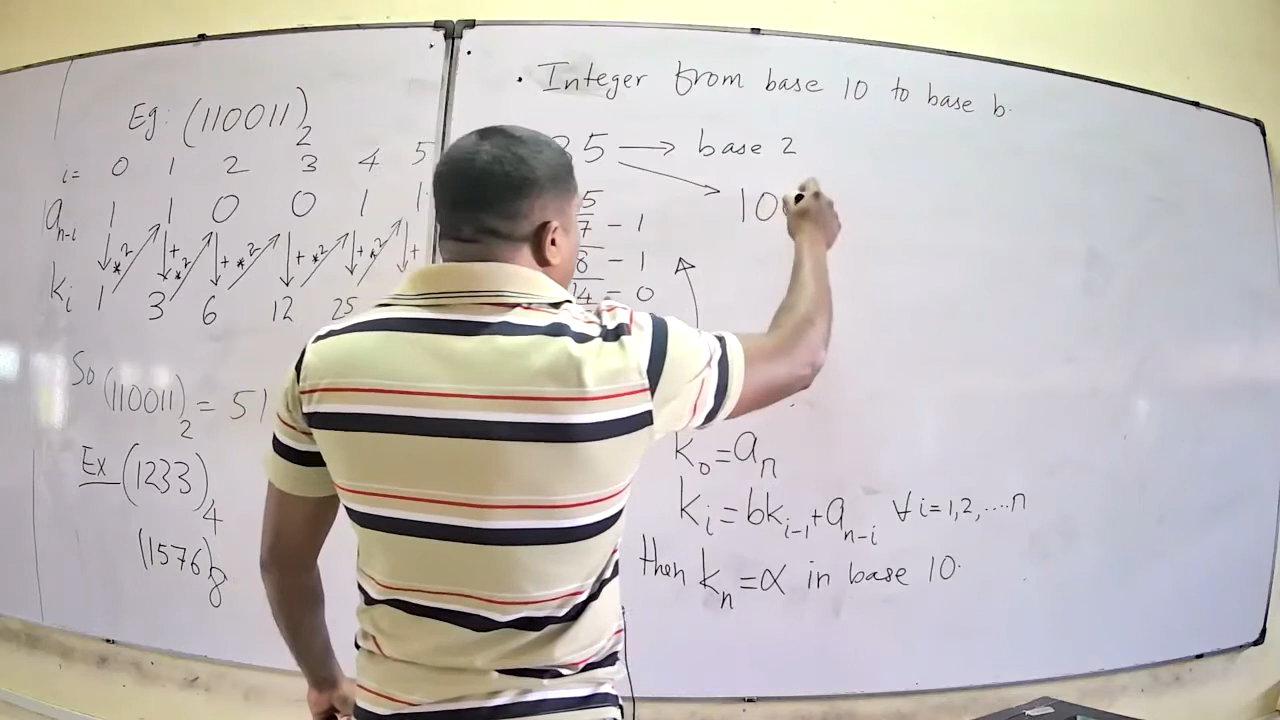 Eg: (110011)2
i= 0 1 2 3 4 5
an-i 1 1 0 0 1 1
*2 + *2 + *2 + *2 + *2 +
ki 1 3 6 12 25
So (110011)2 = 51
Ex (1233)4
(1576)8
• Integer from base 10 to base b.
35 → base 2
10
5
7 - 1
8 - 1
4 - 0
k0 = an
ki = bki-1 + an-i ∀ i=1,2,....n
then kn = α in base 10.